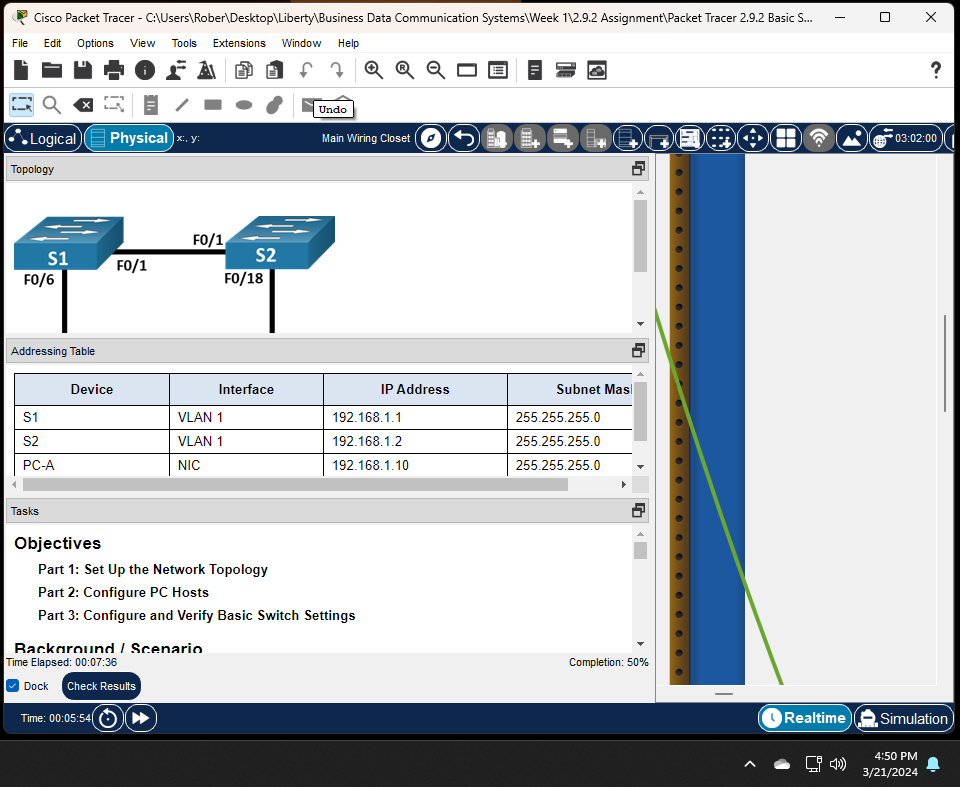 Cisco Packet Tracer - C:\Users\Rober\Desktop\Liberty\Business Data Communication Systems\Week 1\2.9.2 Assignment\Packet Tracer 2.9.2 Basic S...
File Edit Options View Tools Extensions Window Help
?
Undo
Logical Physical x:, y: Main Wiring Closet 03:02:00
Topology
S1 F0/1 S2
F0/6 F0/1 F0/18
Addressing Table
Device Interface IP Address Subnet Mas
S1 VLAN 1 192.168.1.1 255.255.255.0
S2 VLAN 1 192.168.1.2 255.255.255.0
PC-A NIC 192.168.1.10 255.255.255.0
Tasks
Objectives
Part 1: Set Up the Network Topology
Part 2: Configure PC Hosts
Part 3: Configure and Verify Basic Switch Settings
Background / Scenario
Time Elapsed: 00:07:36 Completion: 50%
Dock Check Results
Time: 00:05:54 Realtime Simulation
4:50 PM
3/21/2024